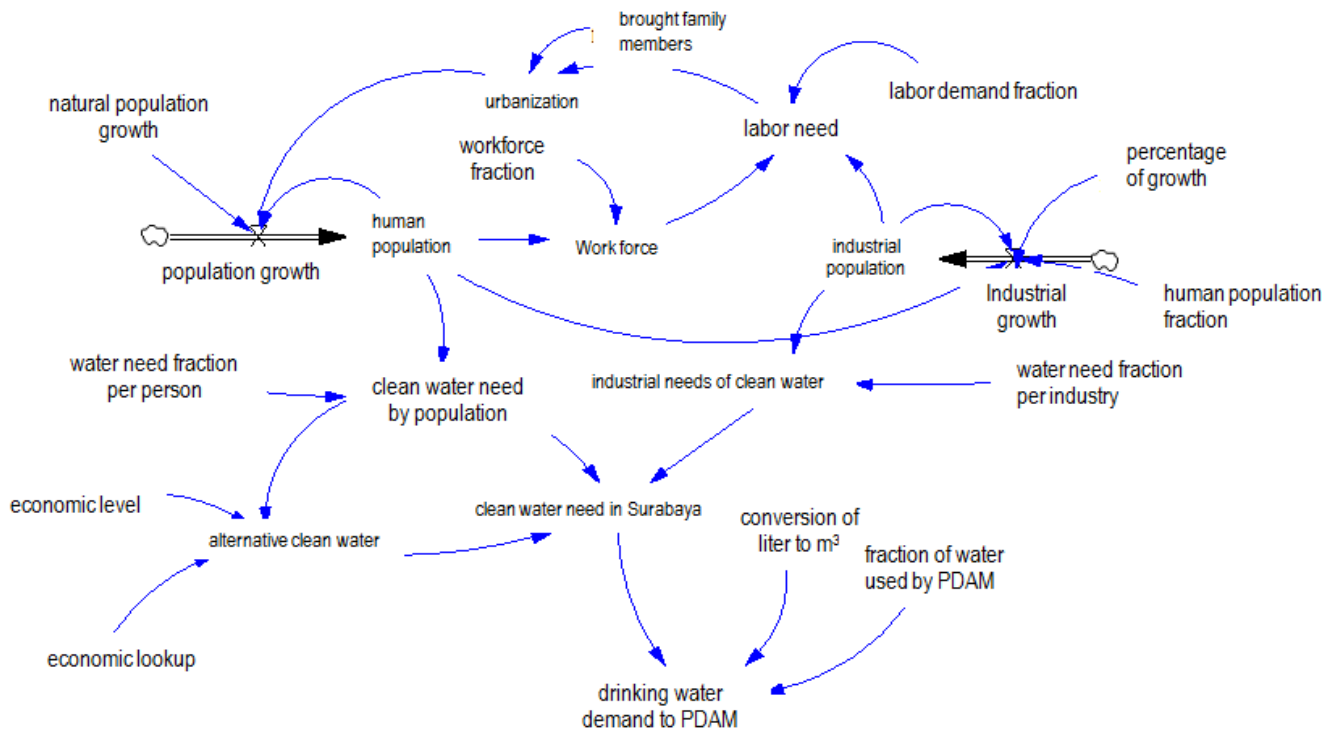 brought family
members
natural population
growth
urbanization
labor demand fraction
labor need
workforce
fraction
percentage
of growth
human
population
Work force
industrial
population
population growth
Industrial
growth
human population
fraction
water need fraction
per person
clean water need
by population
industrial needs of clean water
water need fraction
per industry
economic level
alternative clean water
clean water need in Surabaya
conversion of
liter to m³
fraction of water
used by PDAM
economic lookup
drinking water
demand to PDAM